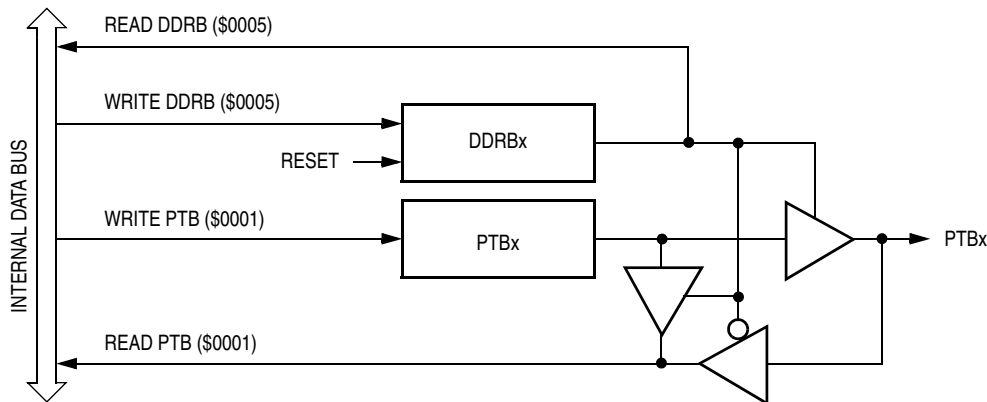 READ DDRB ($0005)
WRITE DDRB ($0005)
DDRBx
RESET
INTERNAL DATA BUS
WRITE PTB ($0001)
PTBx
PTBx
READ PTB ($0001)